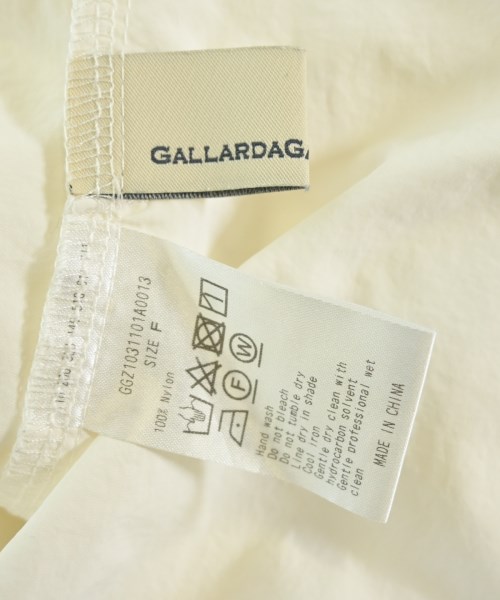 GALLARDAGA
GGZ1031101A0013
SIZE F
100% Nylon
W
F
Hand wash
Do not bleach
Do not tumble dry
Line dry in shade
Cool iron
Gentle dry clean with
hydrocarbon solvent
Gentle professional wet
clean
MADE IN CHINA